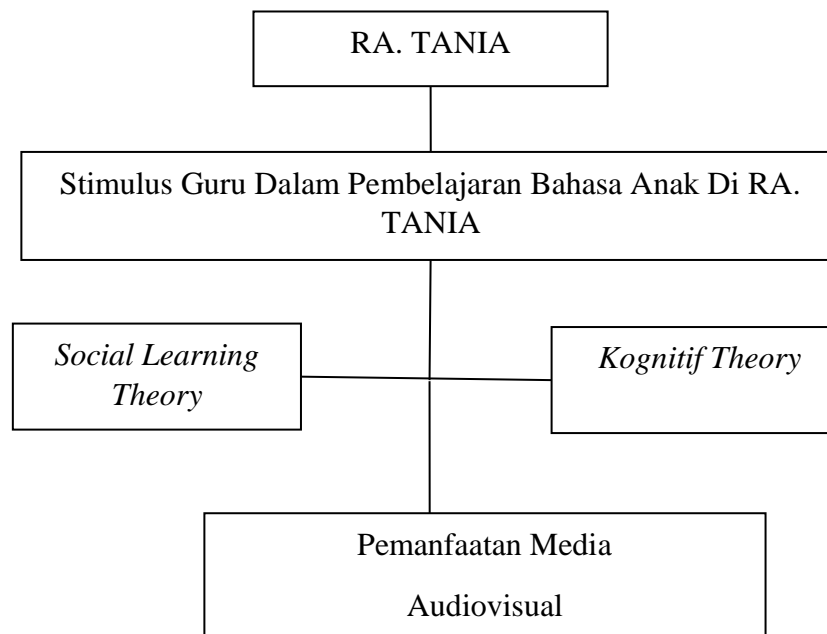 RA. TANIA
Stimulus Guru Dalam Pembelajaran Bahasa Anak Di RA.
TANIA
Social Learning
Theory
Kognitif Theory
Pemanfaatan Media
Audiovisual